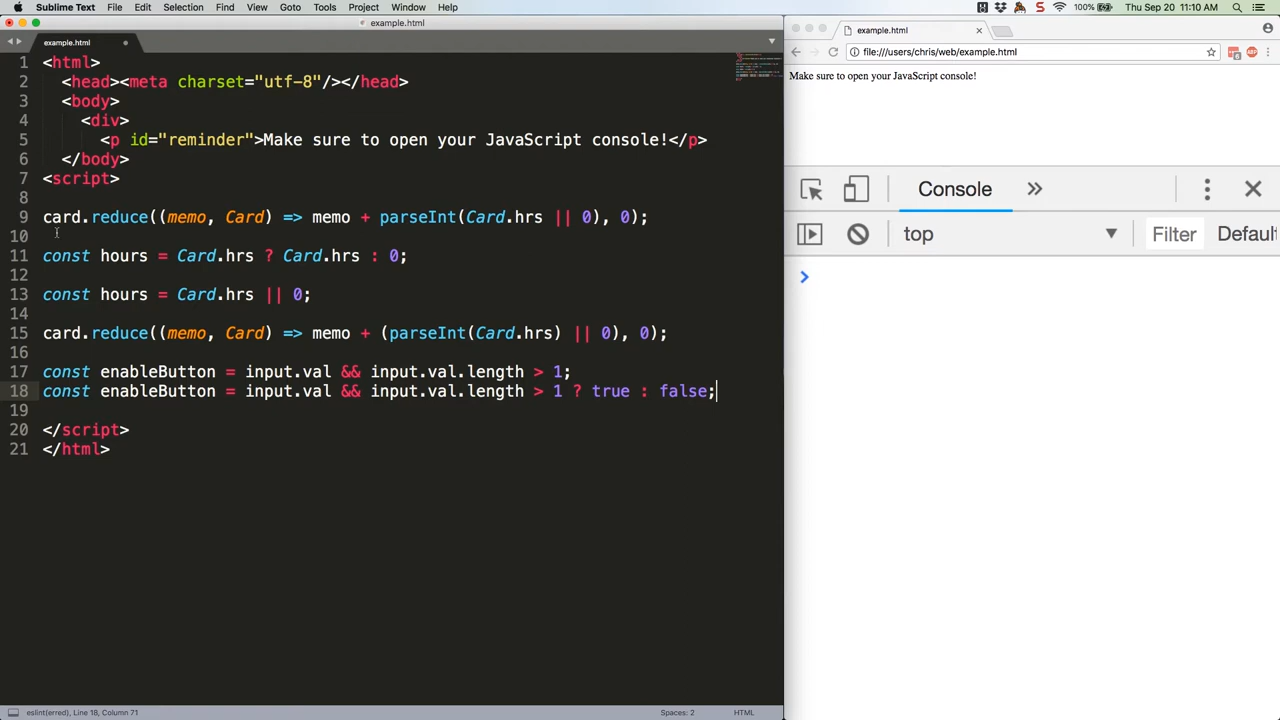 Sublime Text File Edit Selection Find View Goto Tools Project Window Help 100% Thu Sep 20 11:10 AM
example.html
example.html
1 <html>
2 <head><meta charset="utf-8"/></head>
3 <body>
4 <div>
5 <p id="reminder">Make sure to open your JavaScript console!</p>
6 </body>
7 <script>
8
9 card.reduce((memo, Card) => memo + parseInt(Card.hrs || 0), 0);
10
11 const hours = Card.hrs ? Card.hrs : 0;
12
13 const hours = Card.hrs || 0;
14
15 card.reduce((memo, Card) => memo + (parseInt(Card.hrs) || 0), 0);
16
17 const enableButton = input.val && input.val.length > 1;
18 const enableButton = input.val && input.val.length > 1 ? true : false;
19
20 </script>
21 </html>
eslint(erred), Line 18, Column 71 Spaces: 2 HTML
example.html
file:///users/chris/web/example.html
Make sure to open your JavaScript console!
Console
top Filter Default